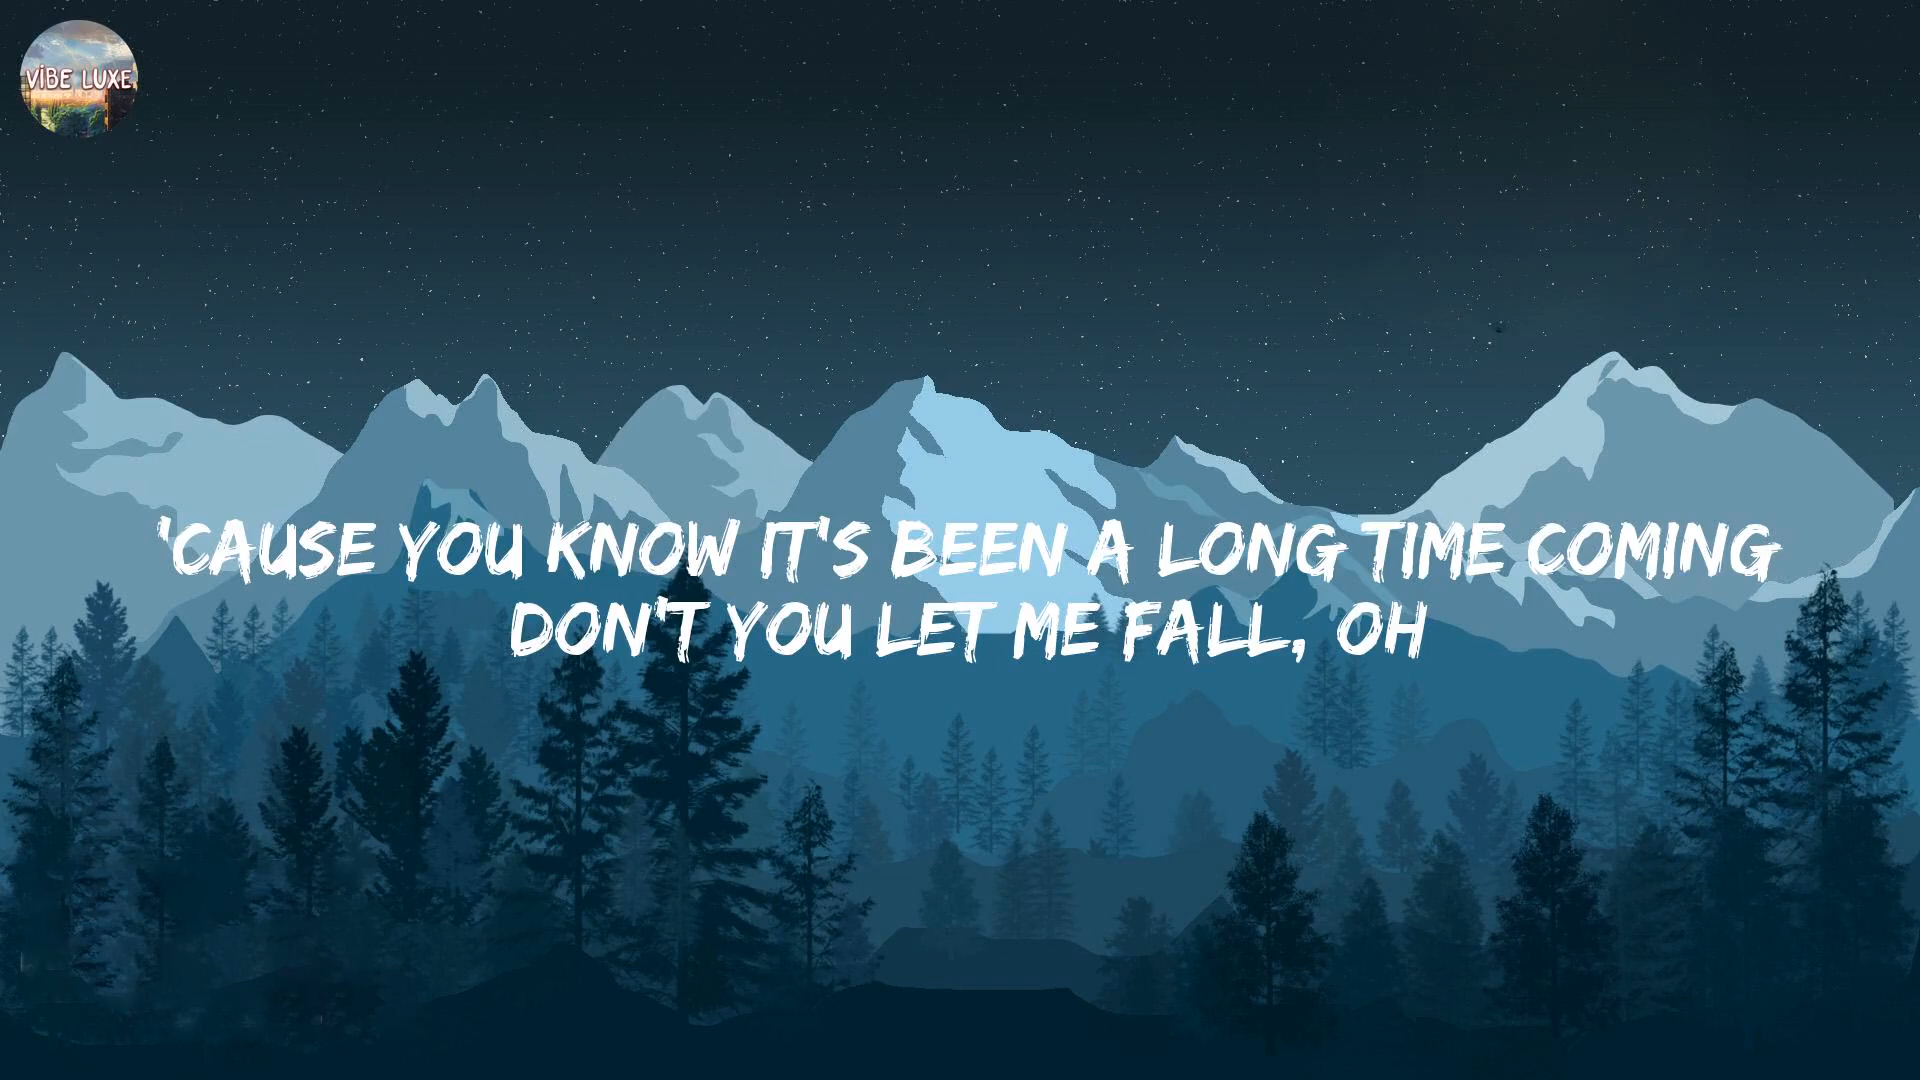 VIBE LUXE
'CAUSE YOU KNOW IT'S BEEN A LONG TIME COMING
DON'T YOU LET ME FALL, OH